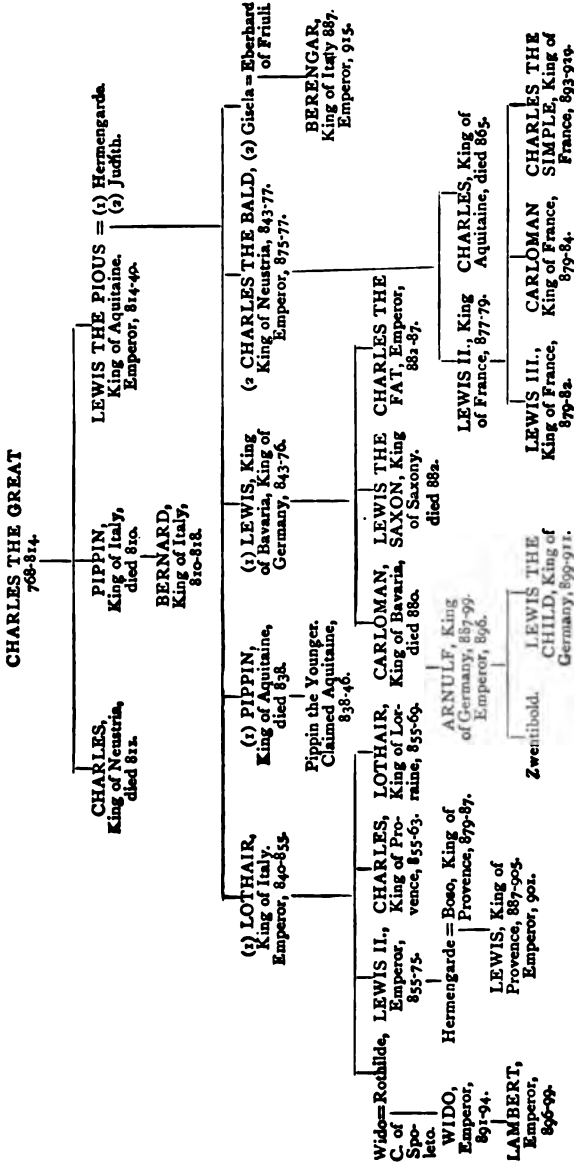 CHARLES THE GREAT
768-814.
CHARLES,
King of Neustria,
died 811.
PIPPIN,
King of Italy,
died 810.
BERNARD,
King of Italy,
810-818.
LEWIS THE PIOUS = (1) Hermengarde.
King of Aquitaine. (2) Judith.
Emperor, 814-40.
(1) LOTHAIR,
King of Italy.
Emperor, 840-855.
(1) PIPPIN,
King of Aquitaine,
died 838.
Pippin the Younger.
Claimed Aquitaine,
838-46.
(1) LEWIS, King
of Bavaria, King of
Germany, 843-76.
(2 CHARLES THE BALD,
King of Neustria, 843-77.
Emperor, 875-77.
(2) Gisela = Eberhard
of Friuli.
BERENGAR,
King of Italy 887.
Emperor, 915.
Wido = Rothilde,
C. of
Spo-
leto.
WIDO,
Emperor,
891-94.
LAMBERT,
Emperor,
896-99.
LEWIS II.,
Emperor,
855-75.
Hermengarde = Boso, King of
Provence, 879-87.
LEWIS, King of
Provence, 887-905.
Emperor, 901.
CHARLES,
King of Pro-
vence, 855-63.
LOTHAIR,
King of Lor-
raine, 855-69.
CARLOMAN,
King of Bavaria,
died 880.
ARNULF, King
of Germany, 887-99.
Emperor, 896.
Zwentibold.
LEWIS THE
CHILD, King of
Germany, 899-911.
LEWIS THE
SAXON, King
of Saxony.
died 882.
CHARLES THE
FAT, Emperor,
882-87.
LEWIS II., King
of France, 877-79.
CHARLES, King of
Aquitaine, died 865.
LEWIS III.,
King of France,
879-82.
CARLOMAN
King of France,
879-84.
CHARLES THE
SIMPLE, King of
France, 893-929.